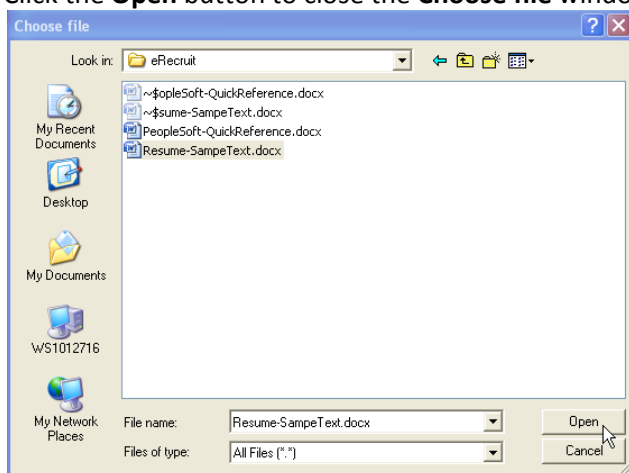 Click the Open button to close the Choose file windo
Choose file
Look in:
eRecruit
~$opleSoft-QuickReference.docx
~$sume-SampeText.docx
PeopleSoft-QuickReference.docx
Resume-SampeText.docx
My Recent
Documents
Desktop
My Documents
WS1012716
My Network
Places
File name:
Resume-SampeText.docx
Open
Files of type:
All Files (*.*)
Cancel